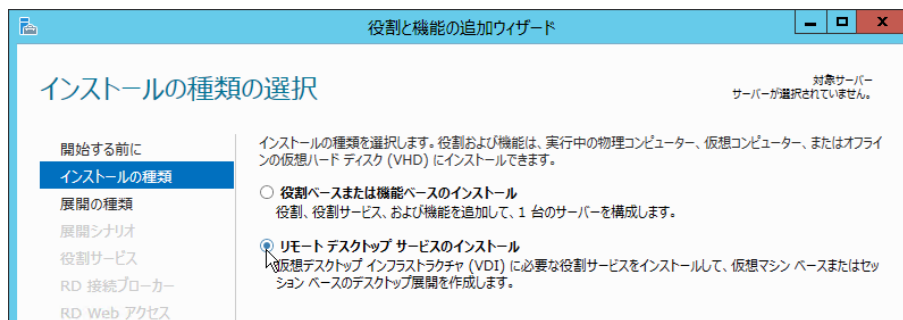 役割と機能の追加ウィザード
インストールの種類の選択
対象サーバー
サーバーが選択されていません。
開始する前に
インストールの種類
展開の種類
展開シナリオ
役割サービス
RD 接続ブローカー
RD Web アクセス
インストールの種類を選択します。役割および機能は、実行中の物理コンピューター、仮想コンピューター、またはオフライ
ンの仮想ハード ディスク (VHD) にインストールできます。
役割ベースまたは機能ベースのインストール
役割、役割サービス、および機能を追加して、1 台のサーバーを構成します。
リモート デスクトップ サービスのインストール
仮想デスクトップ インフラストラクチャ (VDI) に必要な役割サービスをインストールして、仮想マシン ベースまたはセッ
ション ベースのデスクトップ展開を作成します。